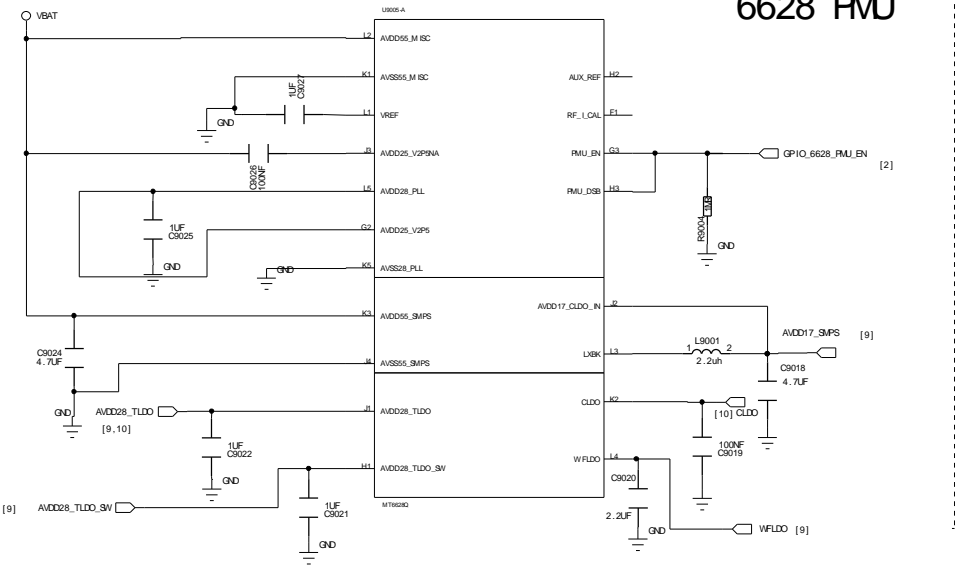 6628 PMU
U9005-A
VBAT
L2 AVDD55_MISC
K1 AVSS55_MISC
AUX_REF H2
1UF
C9027
GND
L1 VREF
RF_I_CAL F1
J3 AVDD25_V2P5NA
C9026
100NF
PMU_EN G3
GPIO_6628_PMU_EN
[2]
L5 AVDD28_PLL
PMU_DSB H3
R9004
GND
1UF
C9025
GND
G2 AVDD25_V2P5
K5 AVSS28_PLL
GND
AVDD17_CLDO_IN J2
K3 AVDD55_SMPS
AVDD17_SMPS [9]
L9001
1 2
2.2uh
LXBK L3
C9024
4.7UF
J4 AVSS55_SMPS
C9018
4.7UF
GND
AVDD28_TLDO
[9,10]
J1 AVDD28_TLDO
CLDO K2
[10] CLDO
1UF
C9022
GND
100NF
C9019
WFLDO L4
H1 AVDD28_TLDO_SW
C9020
2.2UF
GND
[9] AVDD28_TLDO_SW
1UF
C9021
GND
MT6628Q
WFLDO [9]